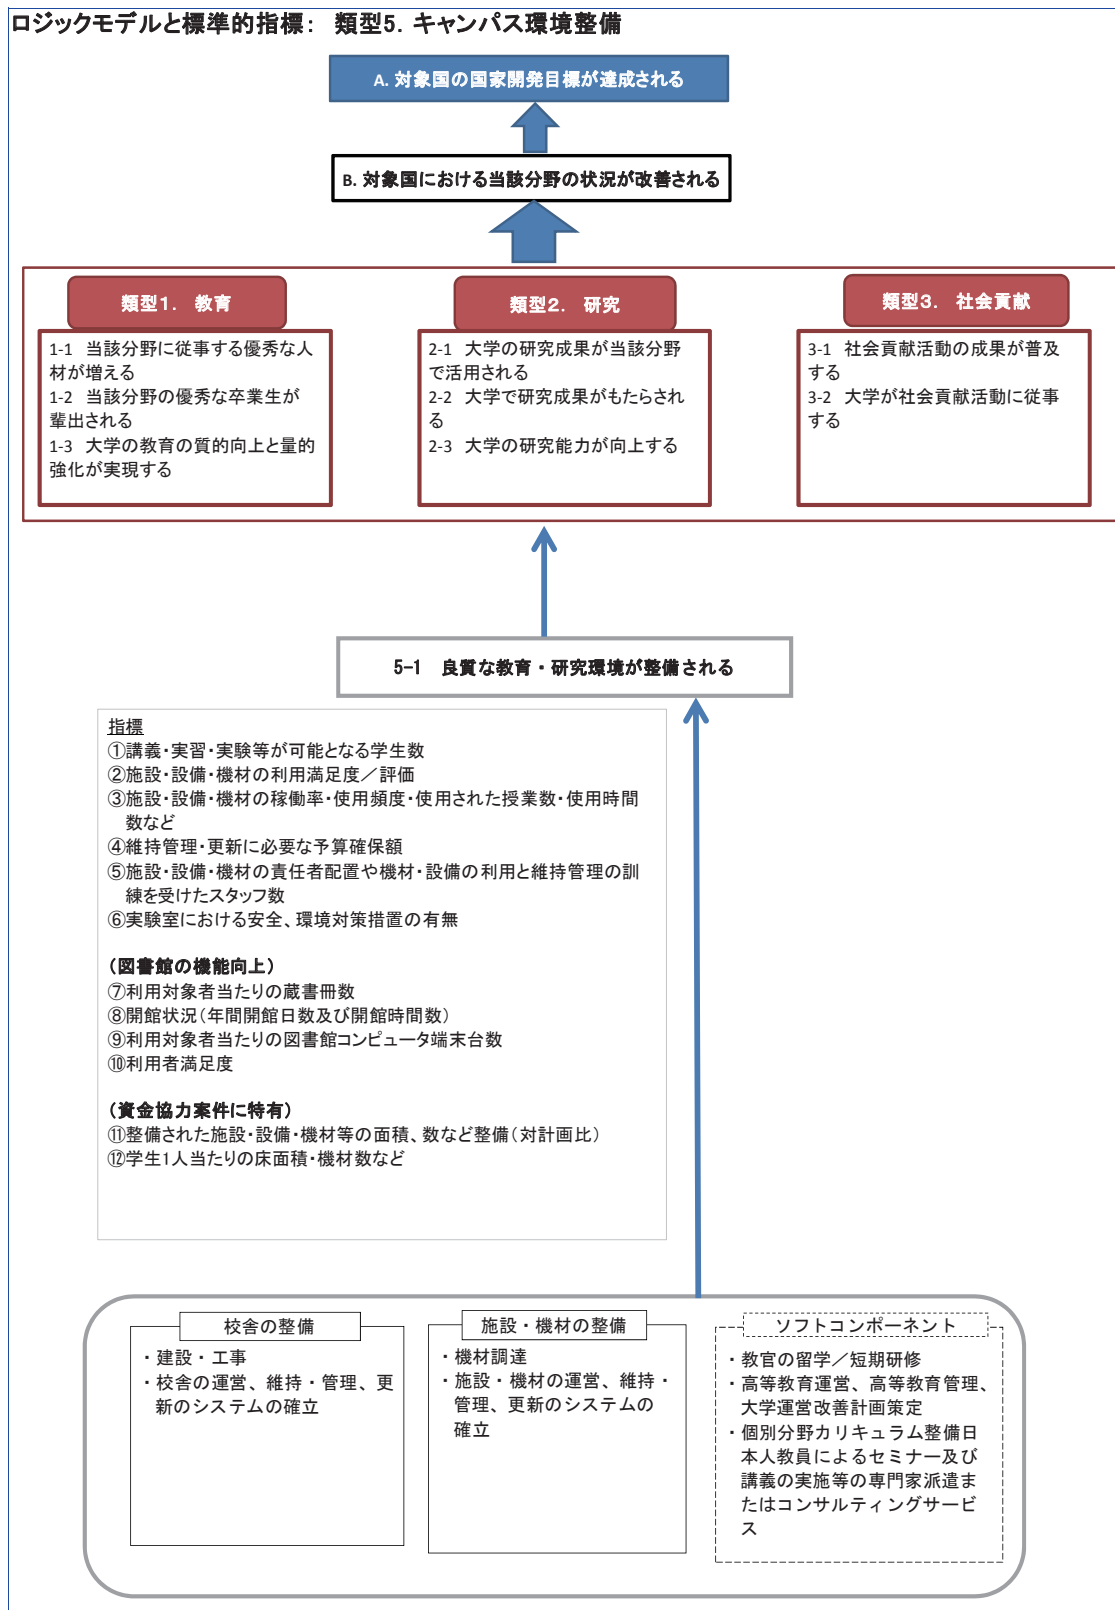 ロジックモデルと標準的指標： 類型5．キャンパス環境整備
A. 対象国の国家開発目標が達成される
B. 対象国における当該分野の状況が改善される
類型1． 教育
1-1 当該分野に従事する優秀な人
材が増える
1-2 当該分野の優秀な卒業生が
輩出される
1-3 大学の教育の質的向上と量的
強化が実現する
類型2． 研究
2-1 大学の研究成果が当該分野
で活用される
2-2 大学で研究成果がもたらされ
る
2-3 大学の研究能力が向上する
類型3． 社会貢献
3-1 社会貢献活動の成果が普及
する
3-2 大学が社会貢献活動に従事
する
5-1 良質な教育・研究環境が整備される
指標
①講義・実習・実験等が可能となる学生数
②施設・設備・機材の利用満足度／評価
③施設・設備・機材の稼働率・使用頻度・使用された授業数・使用時間
数など
④維持管理・更新に必要な予算確保額
⑤施設・設備・機材の責任者配置や機材・設備の利用と維持管理の訓
練を受けたスタッフ数
⑥実験室における安全、環境対策措置の有無
（図書館の機能向上）
⑦利用対象者当たりの蔵書冊数
⑧開館状況（年間開館日数及び開館時間数）
⑨利用対象者当たりの図書館コンピュータ端末台数
⑩利用者満足度
（資金協力案件に特有）
⑪整備された施設・設備・機材等の面積、数など整備（対計画比）
⑫学生1人当たりの床面積・機材数など
校舎の整備
・建設・工事
・校舎の運営、維持・管理、更
新のシステムの確立
施設・機材の整備
・機材調達
・施設・機材の運営、維持・
管理、更新のシステムの
確立
ソフトコンポーネント
・教官の留学／短期研修
・高等教育運営、高等教育管理、
大学運営改善計画策定
・個別分野カリキュラム整備日
本人教員によるセミナー及び
講義の実施等の専門家派遣ま
たはコンサルティングサービ
ス